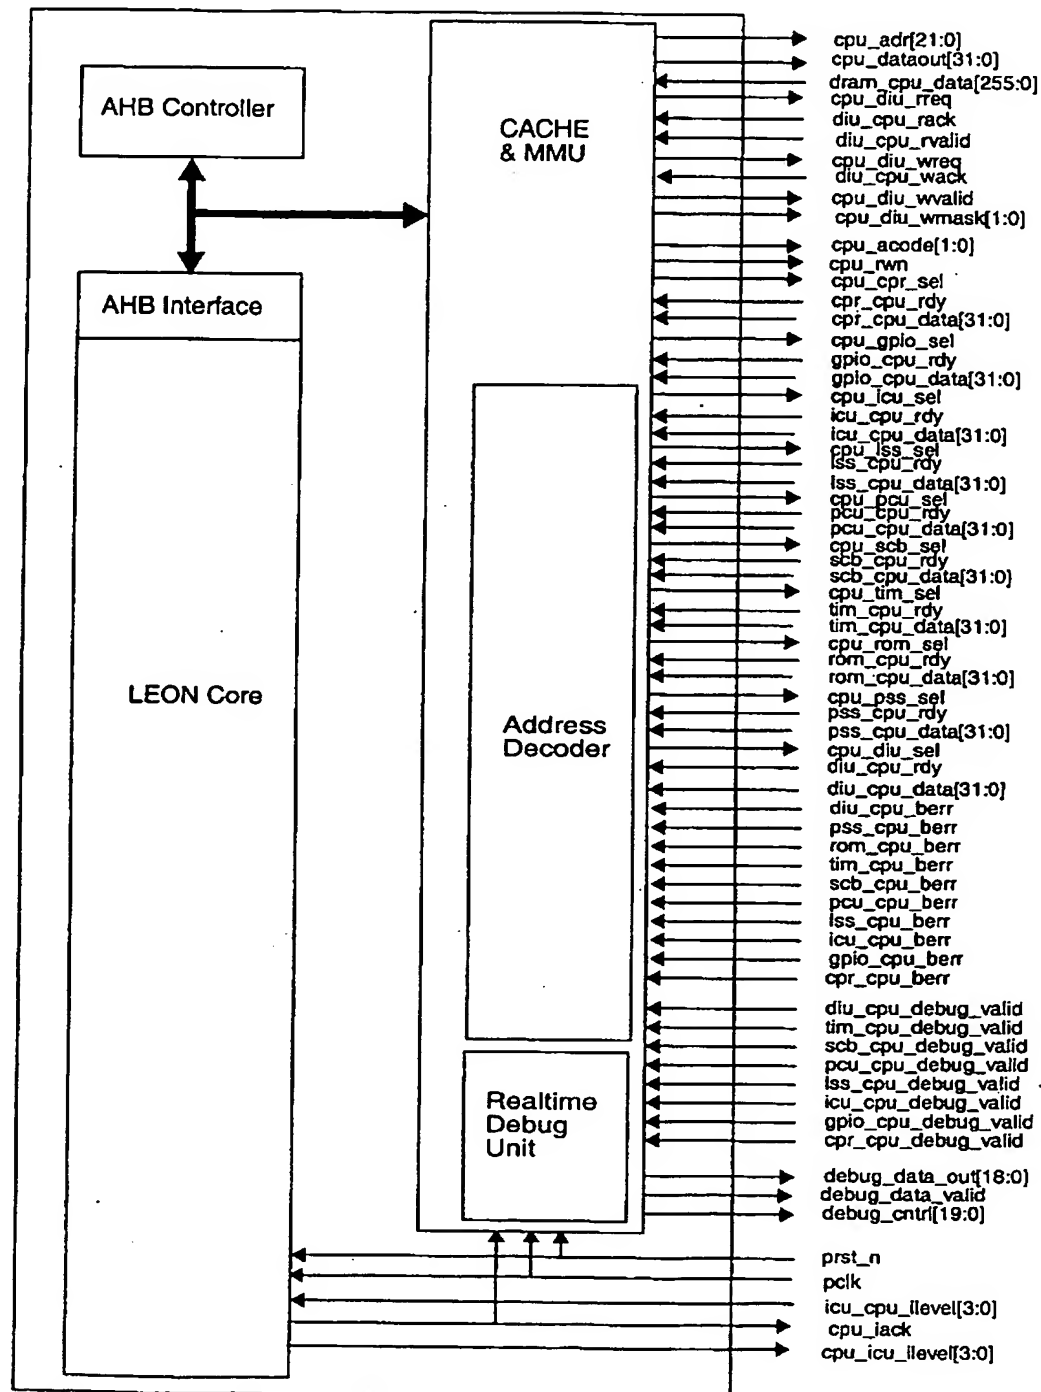 AHB Controller
CACHE
& MMU
AHB Interface
LEON Core
Address
Decoder
Realtime
Debug
Unit
cpu_adr[21:0]
cpu_dataout[31:0]
dram_cpu_data[255:0]
cpu_diu_rreq
diu_cpu_rack
diu_cpu_rvalid
cpu_diu_wreq
diu_cpu_wack
cpu_diu_wvalid
cpu_diu_wmask[1:0]
cpu_acode[1:0]
cpu_rwn
cpu_cpr_sel
cpr_cpu_rdy
cpr_cpu_data[31:0]
cpu_gpio_sel
gpio_cpu_rdy
gpio_cpu_data[31:0]
cpu_icu_sel
icu_cpu_rdy
icu_cpu_data[31:0]
cpu_lss_sel
lss_cpu_rdy
lss_cpu_data[31:0]
cpu_pcu_sel
pcu_cpu_rdy
pcu_cpu_data[31:0]
cpu_scb_sel
scb_cpu_rdy
scb_cpu_data[31:0]
cpu_tim_sel
tim_cpu_rdy
tim_cpu_data[31:0]
cpu_rom_sel
rom_cpu_rdy
rom_cpu_data[31:0]
cpu_pss_sel
pss_cpu_rdy
pss_cpu_data[31:0]
cpu_diu_sel
diu_cpu_rdy
diu_cpu_data[31:0]
diu_cpu_berr
pss_cpu_berr
rom_cpu_berr
tim_cpu_berr
scb_cpu_berr
pcu_cpu_berr
lss_cpu_berr
icu_cpu_berr
gpio_cpu_berr
cpr_cpu_berr
diu_cpu_debug_valid
tim_cpu_debug_valid
scb_cpu_debug_valid
pcu_cpu_debug_valid
lss_cpu_debug_valid
icu_cpu_debug_valid
gpio_cpu_debug_valid
cpr_cpu_debug_valid
debug_data_out[18:0]
debug_data_valid
debug_cntrl[19:0]
prst_n
pclk
icu_cpu_ilevel[3:0]
cpu_iack
cpu_icu_ilevel[3:0]